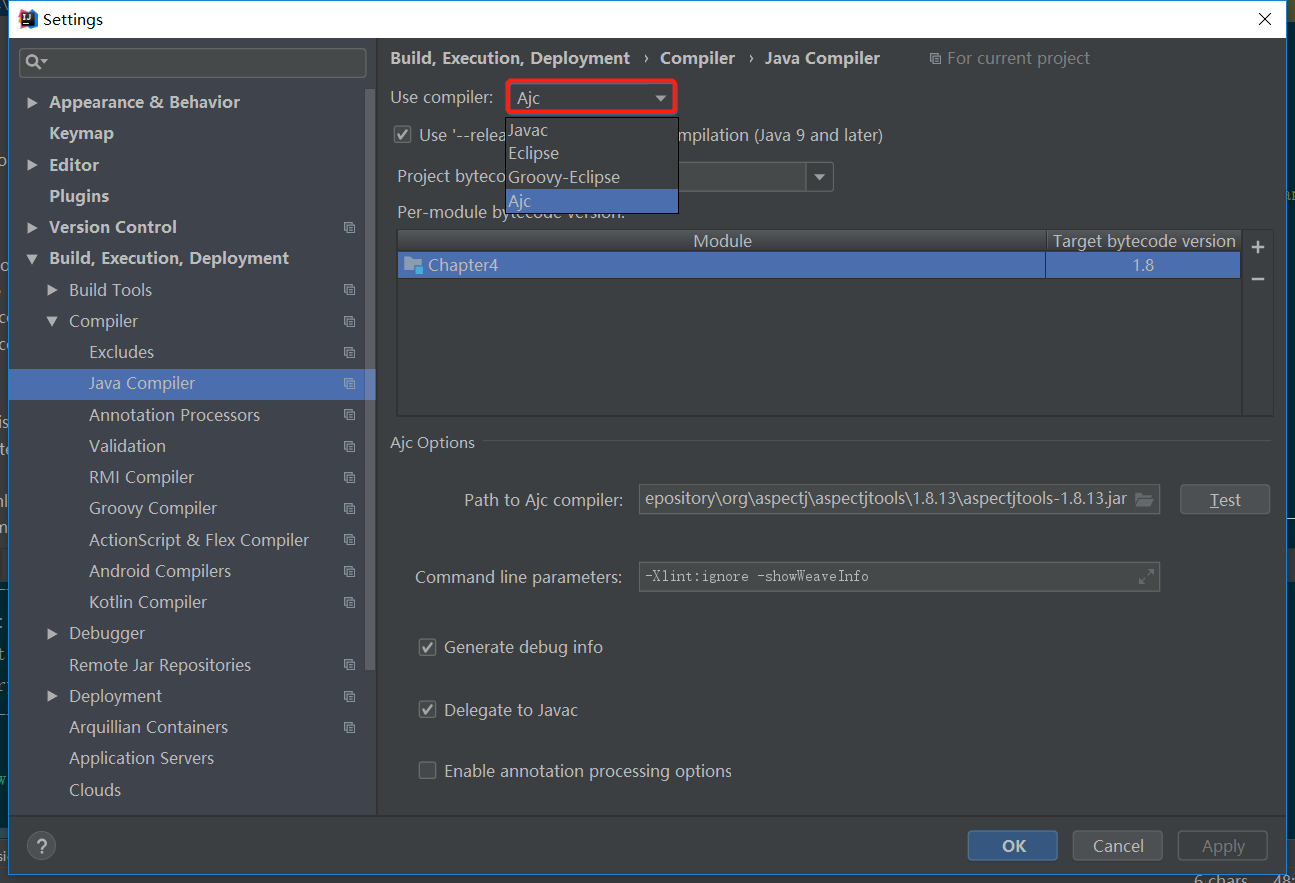 Settings
Build, Execution, Deployment › Compiler › Java Compiler For current project
Appearance & Behavior
Keymap
Editor
Plugins
Version Control
Build, Execution, Deployment
Build Tools
Compiler
Excludes
Java Compiler
Annotation Processors
Validation
RMI Compiler
Groovy Compiler
ActionScript & Flex Compiler
Android Compilers
Kotlin Compiler
Debugger
Remote Jar Repositories
Deployment
Arquillian Containers
Application Servers
Clouds
Use compiler: Ajc
Javac
Eclipse
Groovy-Eclipse
Ajc
Use '--relea mpilation (Java 9 and later)
Project byteco
Per-module bytecode version:
Module Target bytecode version
Chapter4 1.8
Ajc Options
Path to Ajc compiler: epository\org\aspectj\aspectjtools\1.8.13\aspectjtools-1.8.13.jar Test
Command line parameters: -Xlint:ignore -showWeaveInfo
Generate debug info
Delegate to Javac
Enable annotation processing options
? OK Cancel Apply
6 chars 48: